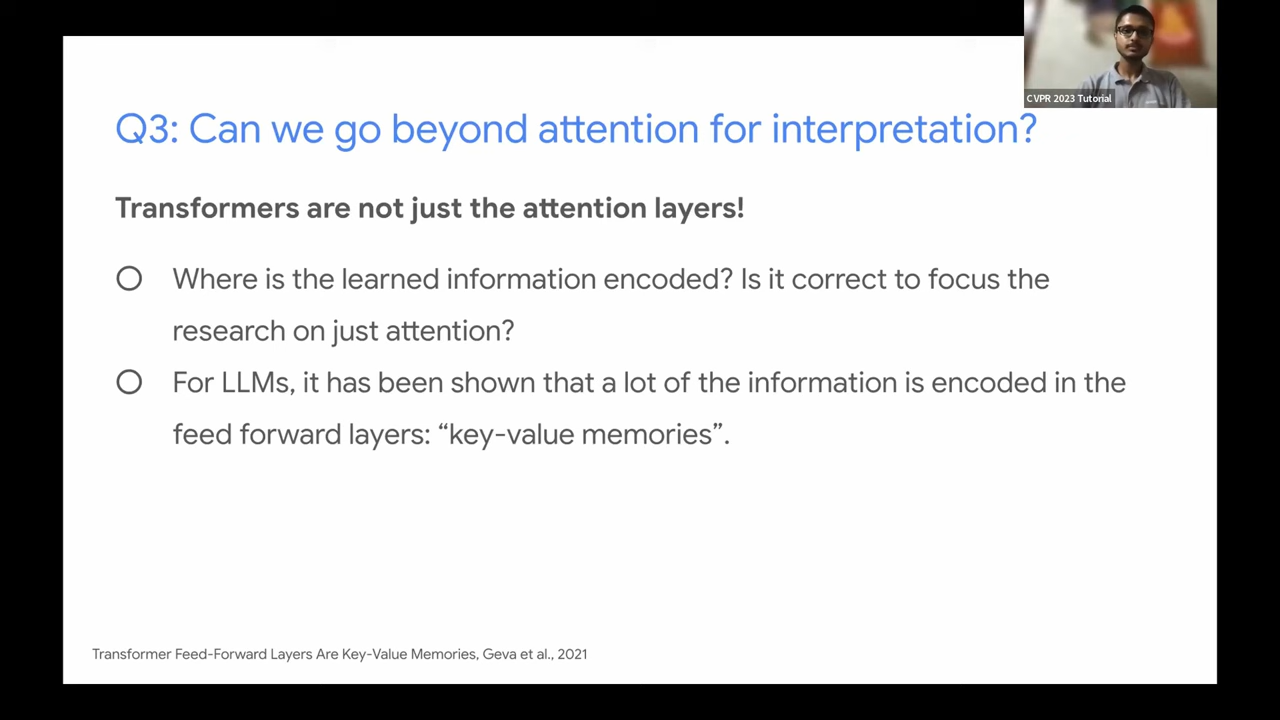 CVPR 2023 Tutorial
Q3: Can we go beyond attention for interpretation?
Transformers are not just the attention layers!
Where is the learned information encoded? Is it correct to focus the
research on just attention?
For LLMs, it has been shown that a lot of the information is encoded in the
feed forward layers: “key-value memories”.
Transformer Feed-Forward Layers Are Key-Value Memories, Geva et al., 2021